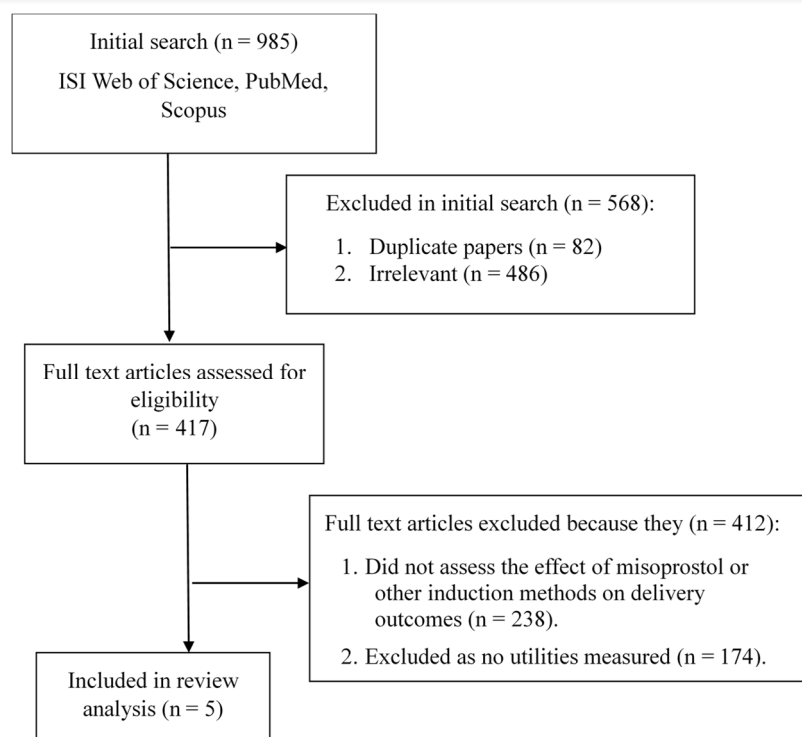 Initial search (n = 985)
ISI Web of Science, PubMed,
Scopus
Excluded in initial search (n = 568):
1. Duplicate papers (n = 82)
2. Irrelevant (n = 486)
Full text articles assessed for
eligibility
(n = 417)
Full text articles excluded because they (n = 412):
1. Did not assess the effect of misoprostol or
other induction methods on delivery
outcomes (n = 238).
2. Excluded as no utilities measured (n = 174).
Included in review
analysis (n = 5)